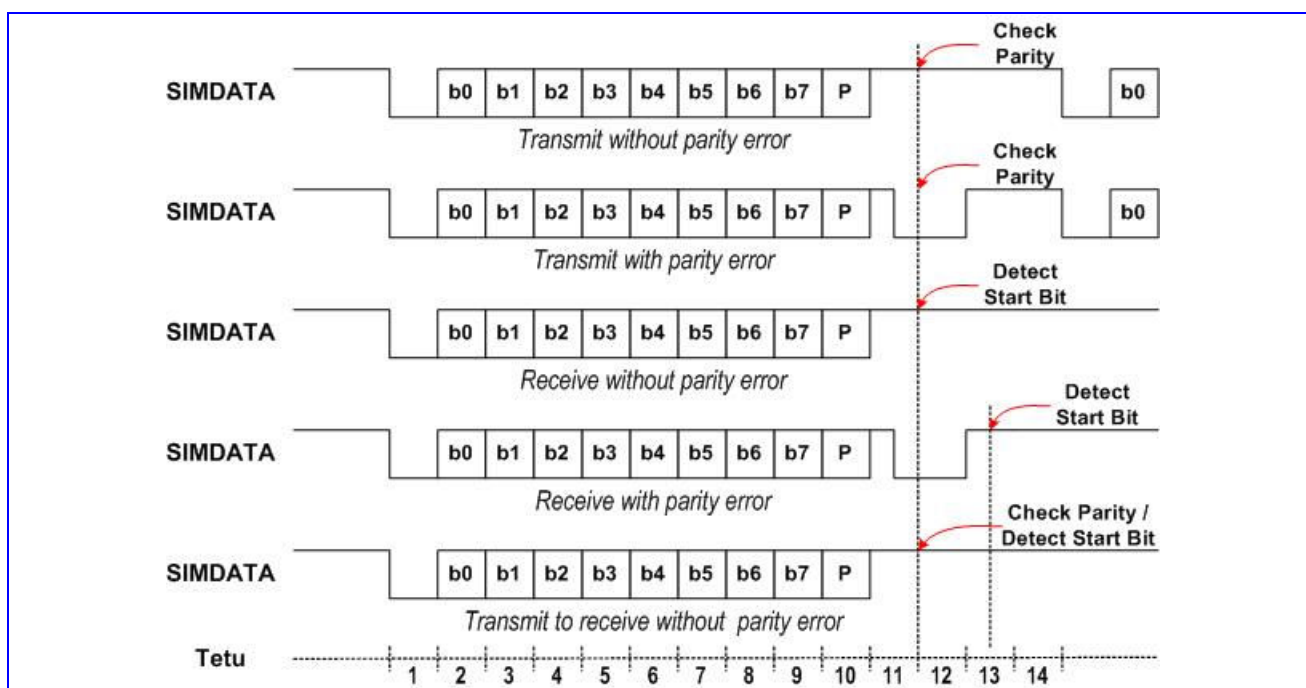 Check
Parity
SIMDATA b0 b1 b2 b3 b4 b5 b6 b7 P b0
Transmit without parity error
Check
Parity
SIMDATA b0 b1 b2 b3 b4 b5 b6 b7 P b0
Transmit with parity error
Detect
Start Bit
SIMDATA b0 b1 b2 b3 b4 b5 b6 b7 P
Receive without parity error
Detect
Start Bit
SIMDATA b0 b1 b2 b3 b4 b5 b6 b7 P
Receive with parity error
Check Parity /
Detect Start Bit
SIMDATA b0 b1 b2 b3 b4 b5 b6 b7 P
Transmit to receive without parity error
Tetu 1 2 3 4 5 6 7 8 9 10 11 12 13 14